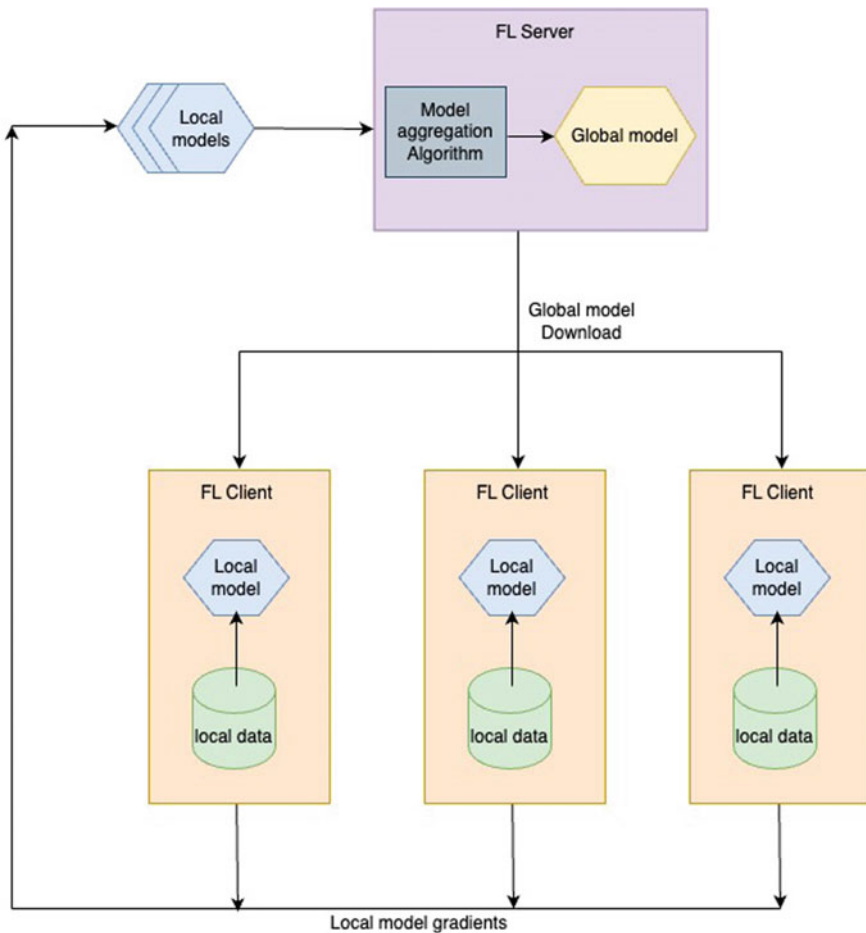 FL Server
Local
models
Model
aggregation
Algorithm
Global model
Global model
Download
FL Client
Local
model
local data
FL Client
Local
model
local data
FL Client
Local
model
local data
Local model gradients